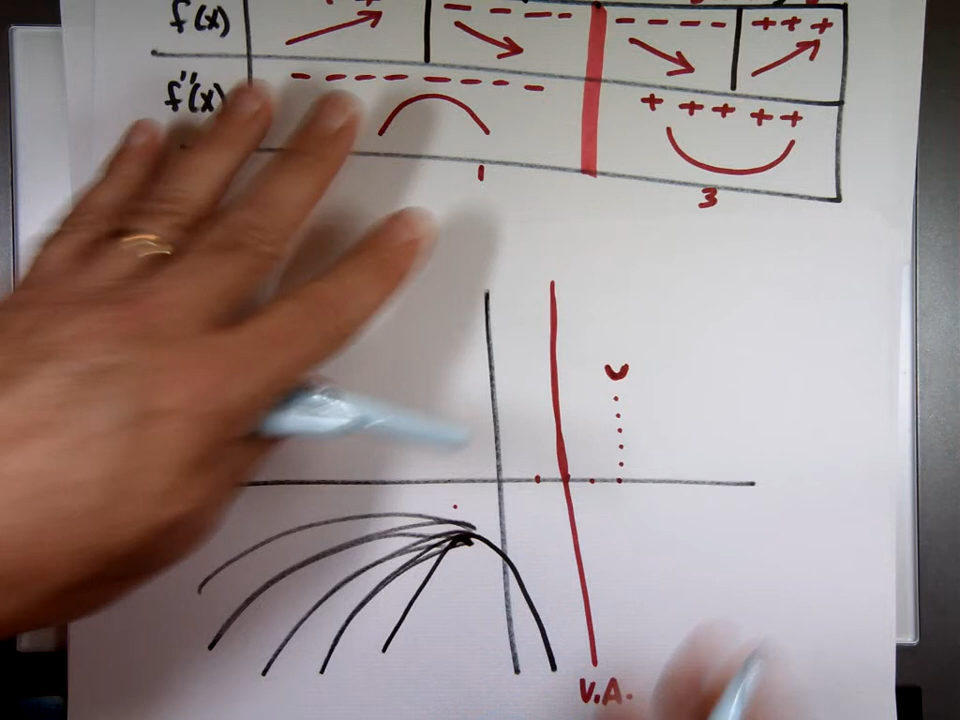 f(x) + + - - - - - - - - - + + +
f''(x) - - - - - - - - + + + + +
1
3
V.A.